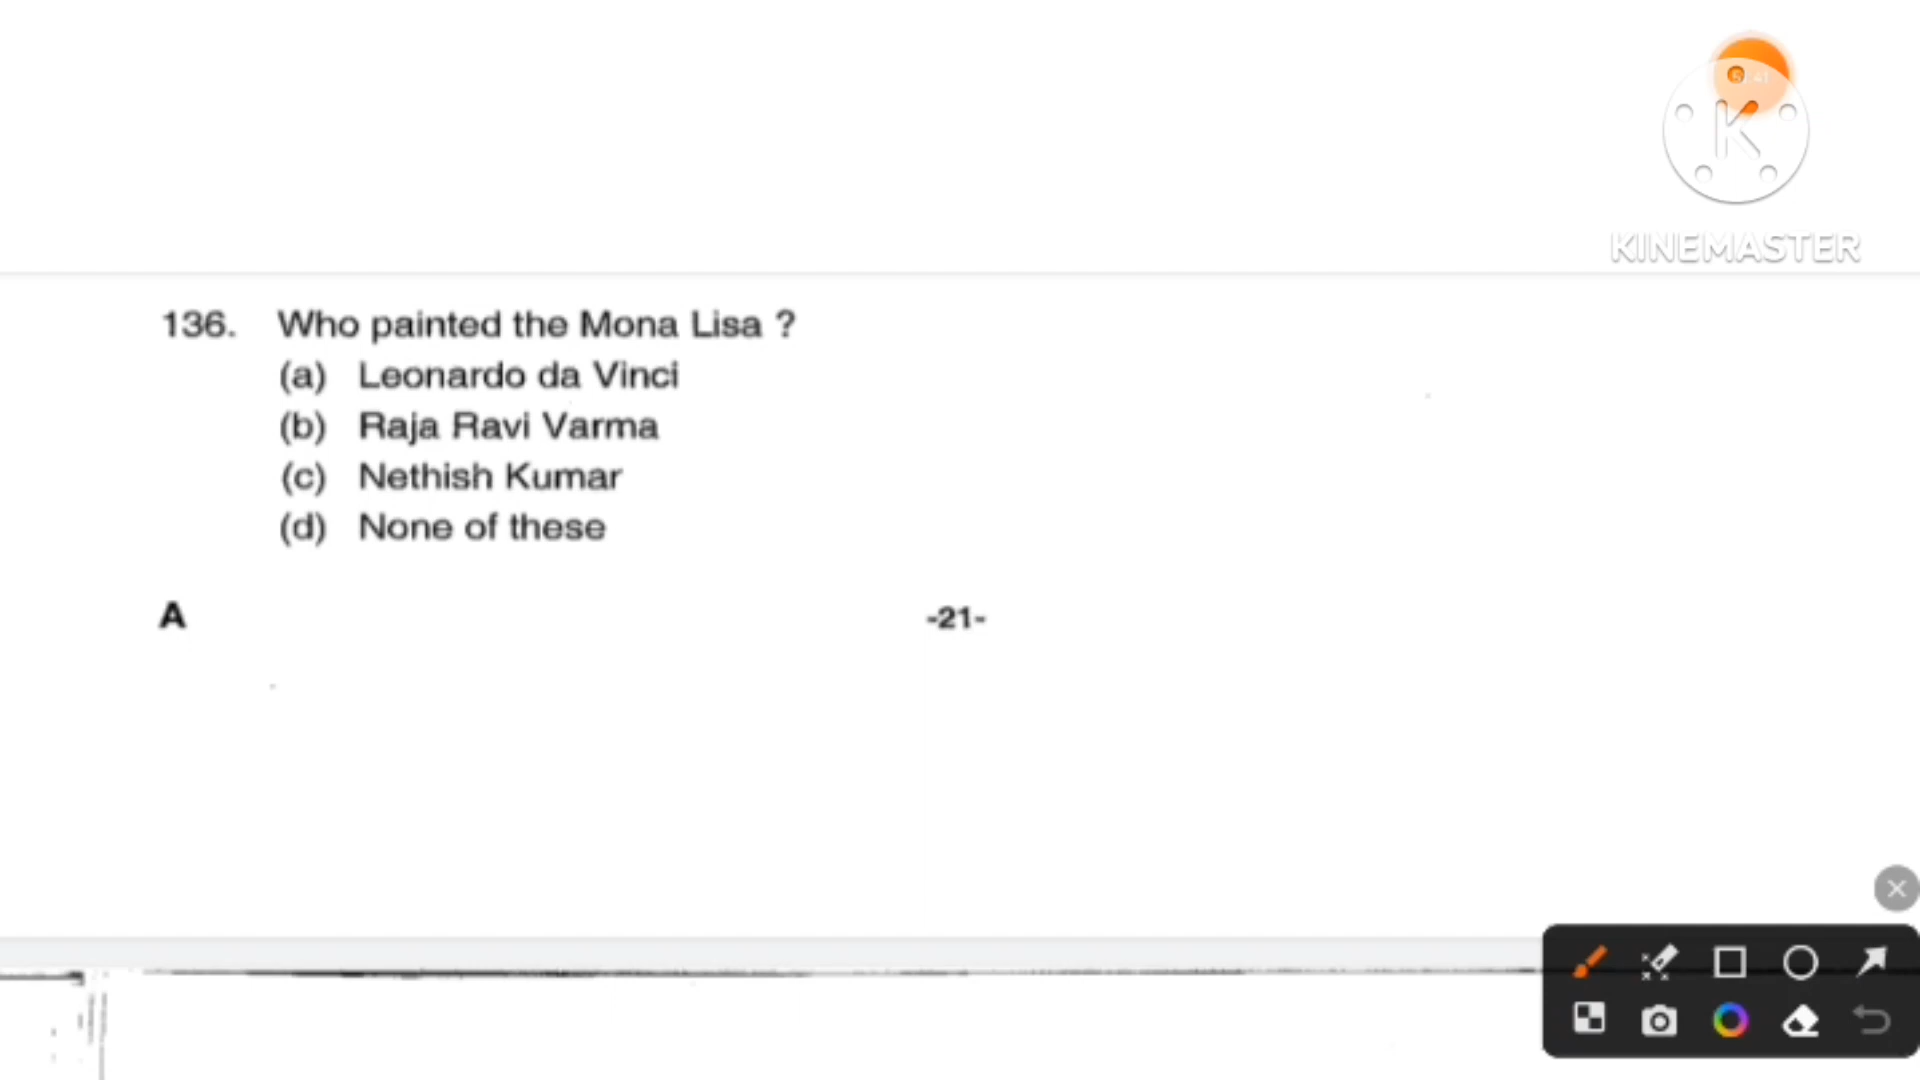 K
KINEMASTER
136. Who painted the Mona Lisa ?
(a) Leonardo da Vinci
(b) Raja Ravi Varma
(c) Nethish Kumar
(d) None of these
A -21-